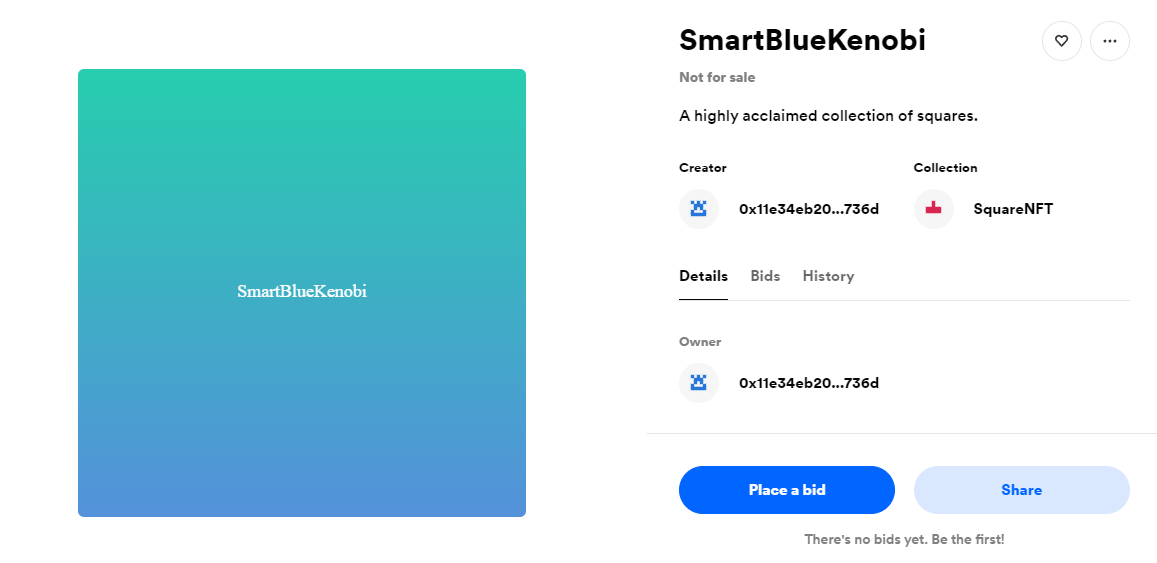 SmartBlueKenobi
SmartBlueKenobi
Not for sale
A highly acclaimed collection of squares.
Creator
0x11e34eb20...736d
Collection
SquareNFT
Details Bids History
Owner
0x11e34eb20...736d
Place a bid
Share
There's no bids yet. Be the first!